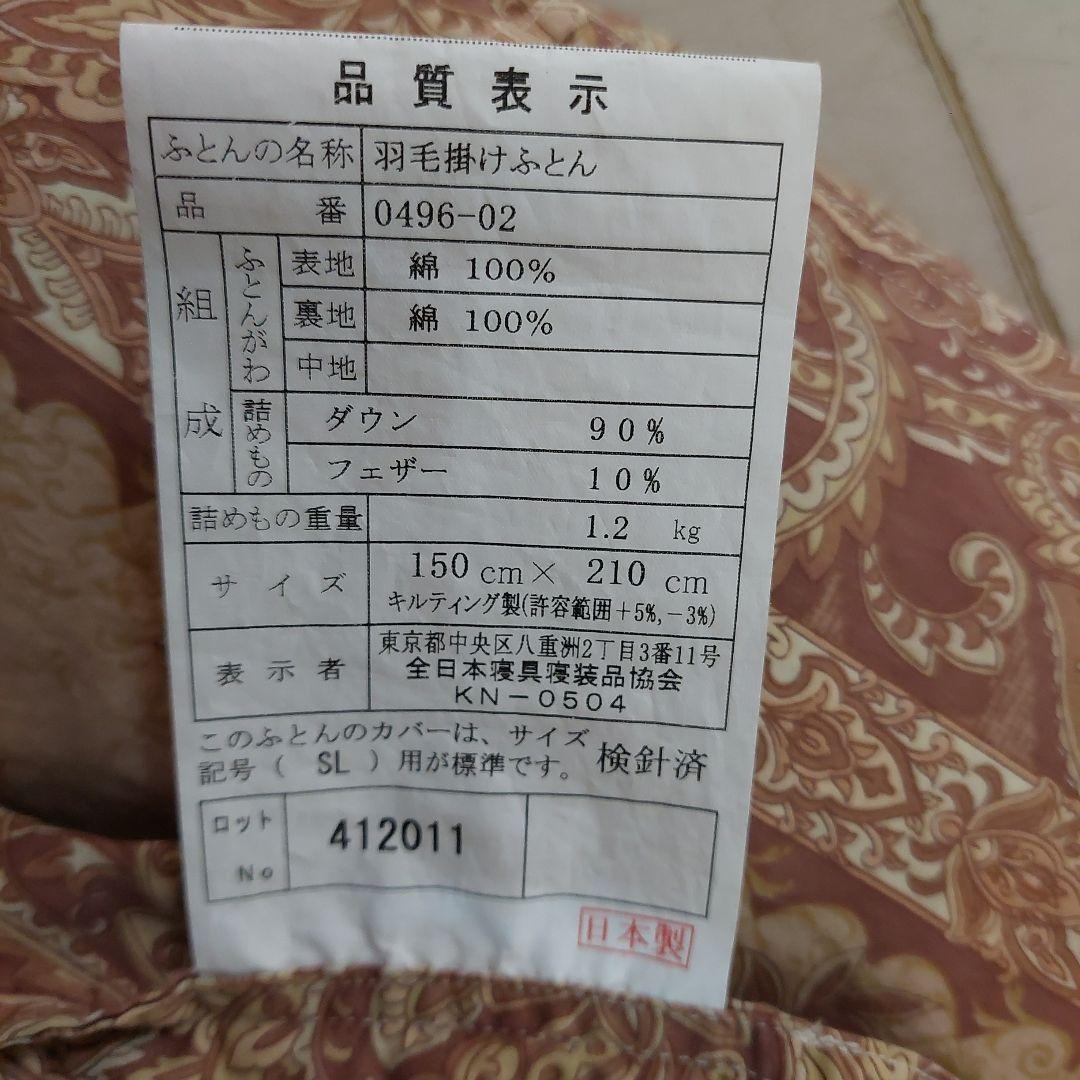 品質表示
ふとんの名称 羽毛掛けふとん
品番 0496-02
組成 ふとんがわ 表地 綿 100%
裏地 綿 100%
中地
詰めもの ダウン 90%
フェザー 10%
詰めもの重量 1.2 kg
サイズ 150cm× 210 cm
キルティング製(許容範囲+5%,-3%)
表示者 東京都中央区八重洲2丁目3番11号
全日本寝具寝装品協会
KN-0504
このふとんのカバーは、サイズ
記号( SL )用が標準です。 検針済
ロット No 412011
日本製